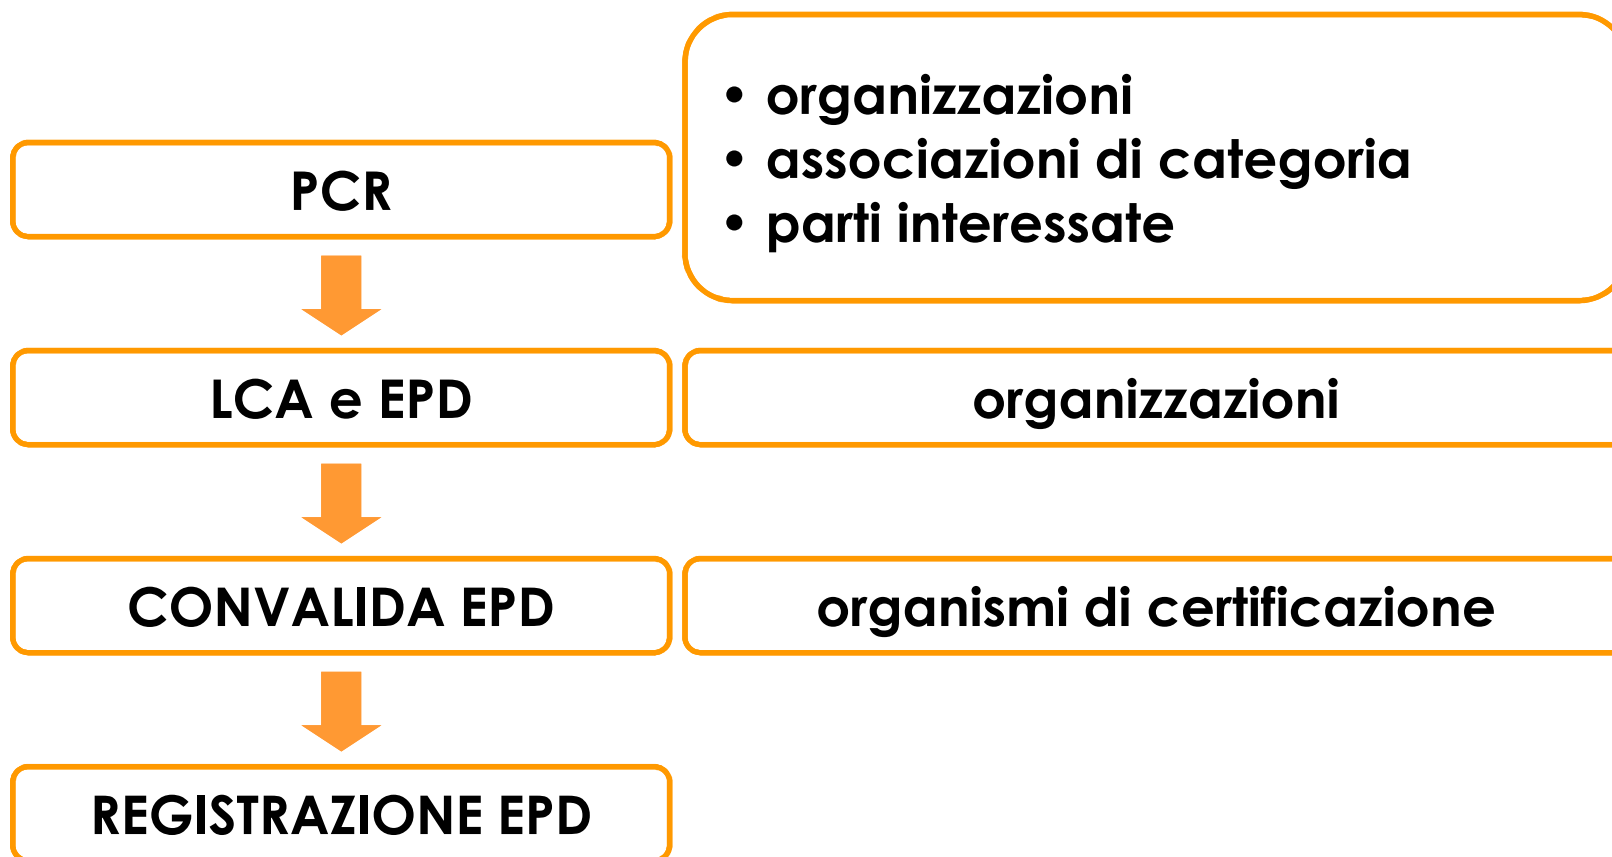 PCR
• organizzazioni
• associazioni di categoria
• parti interessate
LCA e EPD
organizzazioni
CONVALIDA EPD
organismi di certificazione
REGISTRAZIONE EPD